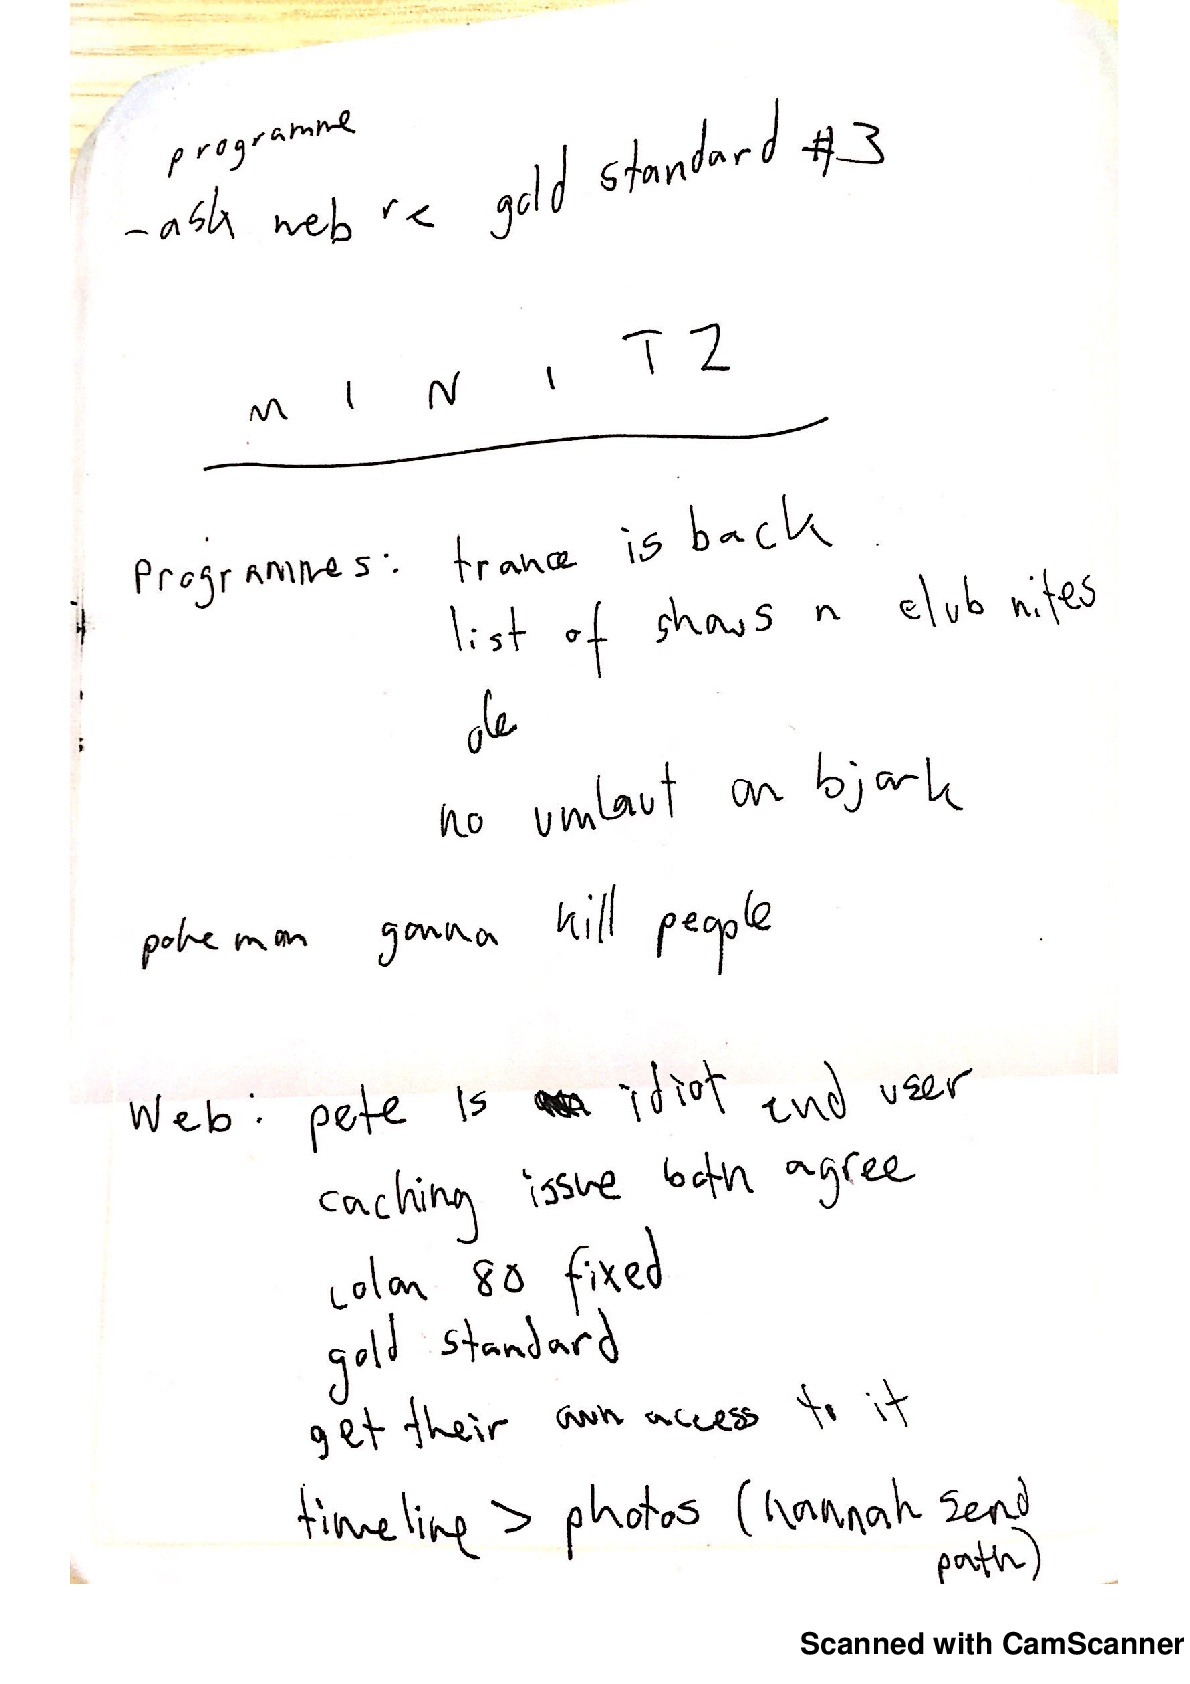 programme
- ask web re gold standard #3
MINITZ
Programmes: trance is back
list of shows n club nites
ok
no umlaut on bjork
pokemon gonna kill people
Web: pete is idiot end user
caching issue both agree
colon 80 fixed
gold standard
get their own access to it
timeline > photos (hannah send
path)
Scanned with CamScanner